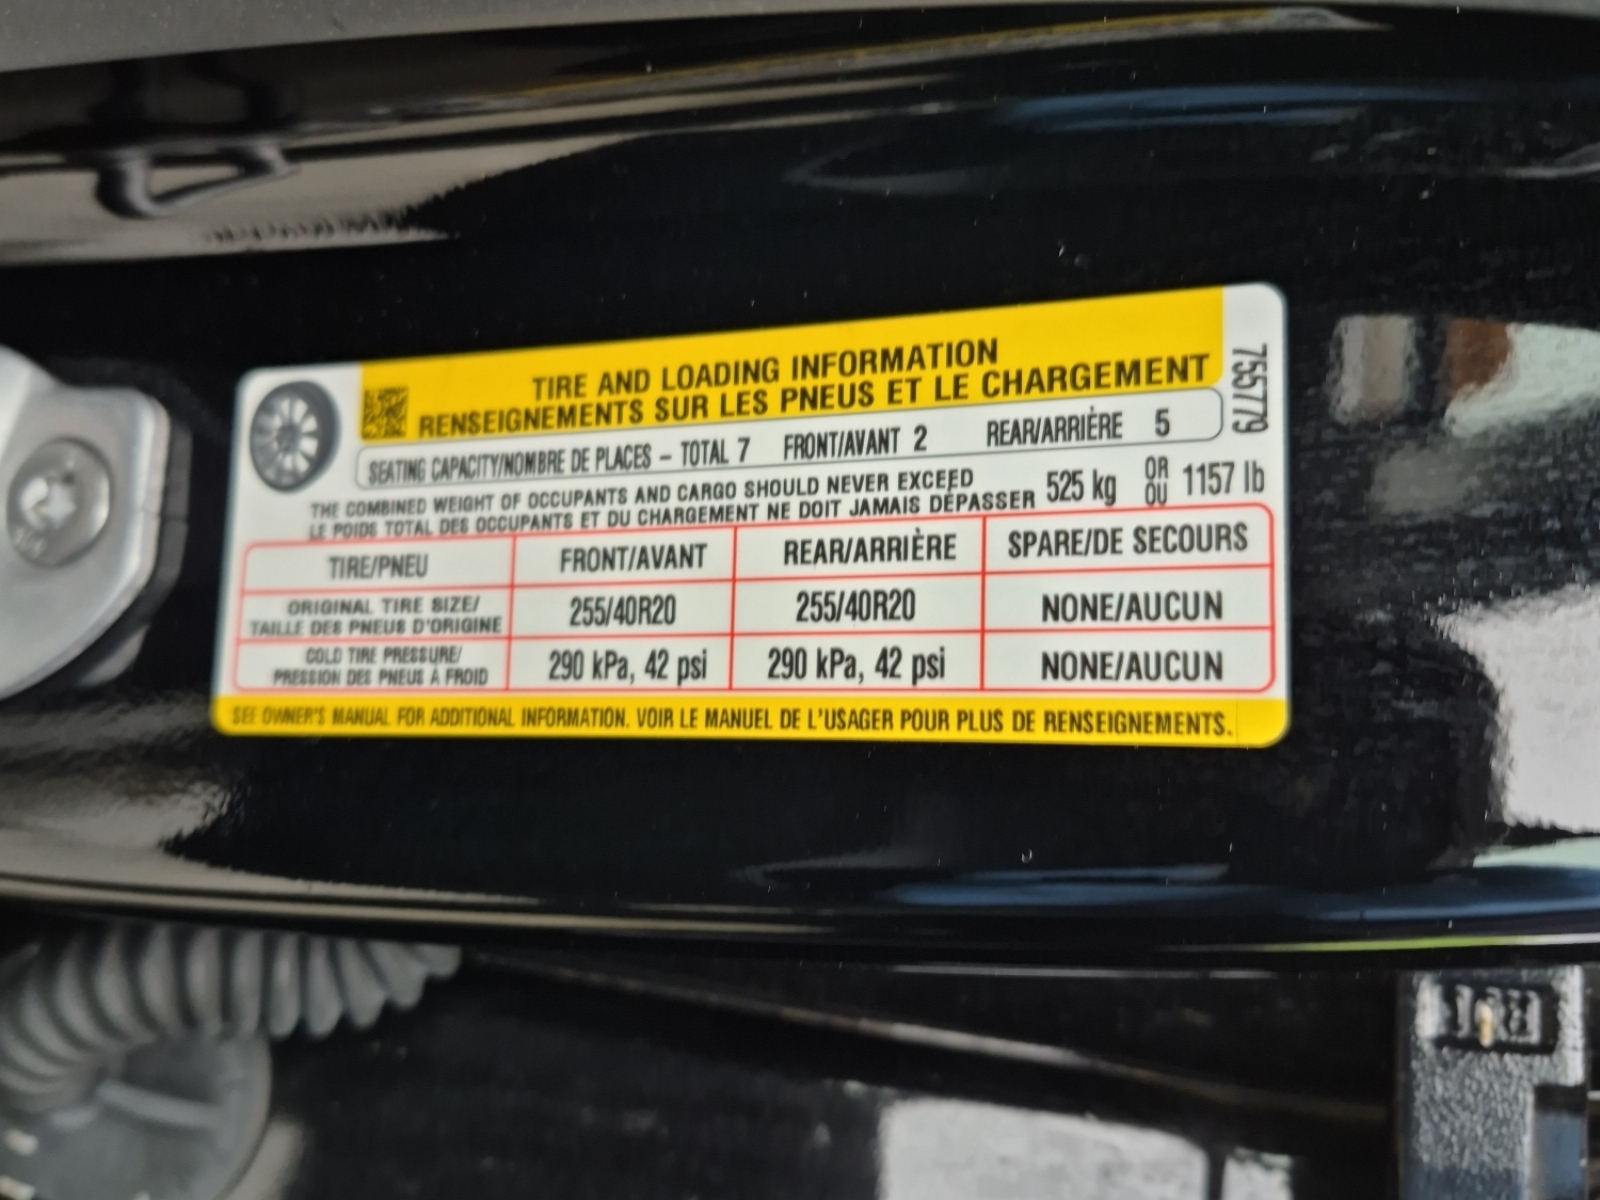 TIRE AND LOADING INFORMATION
RENSEIGNEMENTS SUR LES PNEUS ET LE CHARGEMENT
755779
SEATING CAPACITY/NOMBRE DE PLACES – TOTAL 7 FRONT/AVANT 2 REAR/ARRIÈRE 5
THE COMBINED WEIGHT OF OCCUPANTS AND CARGO SHOULD NEVER EXCEED
LE POIDS TOTAL DES OCCUPANTS ET DU CHARGEMENT NE DOIT JAMAIS DÉPASSER
525 kg OR OU 1157 lb
TIRE/PNEU FRONT/AVANT REAR/ARRIÈRE SPARE/DE SECOURS
ORIGINAL TIRE SIZE/
TAILLE DES PNEUS D'ORIGINE 255/40R20 255/40R20 NONE/AUCUN
COLD TIRE PRESSURE/
PRESSION DES PNEUS À FROID 290 kPa, 42 psi 290 kPa, 42 psi NONE/AUCUN
SEE OWNER'S MANUAL FOR ADDITIONAL INFORMATION. VOIR LE MANUEL DE L'USAGER POUR PLUS DE RENSEIGNEMENTS.